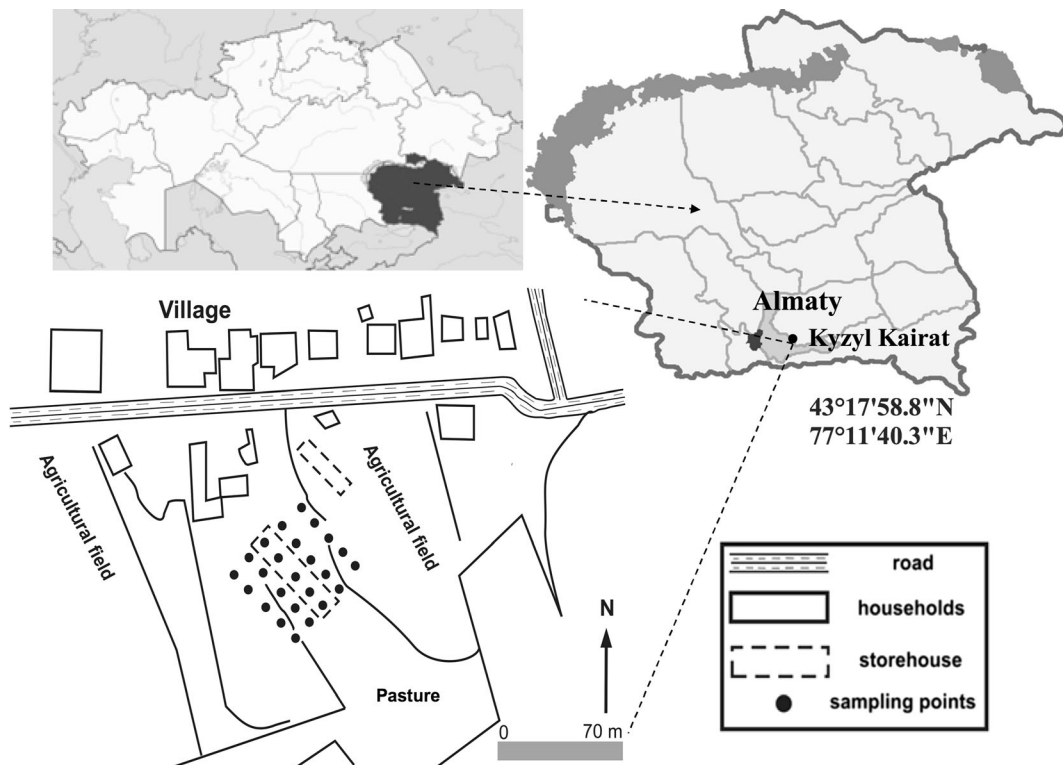 Almaty
Kyzyl Kairat
43°17'58.8"N
77°11'40.3"E
Village
Agricultural field
Agricultural field
Pasture
N
0 70 m
road
households
storehouse
sampling points